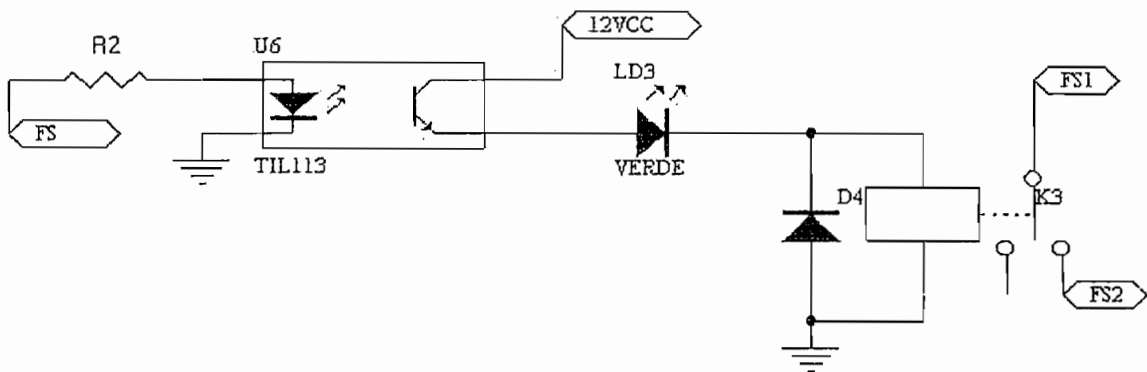 R2
U6
12VCC
LD3
FS1
FS
TIL113
VERDE
D4
K3
FS2